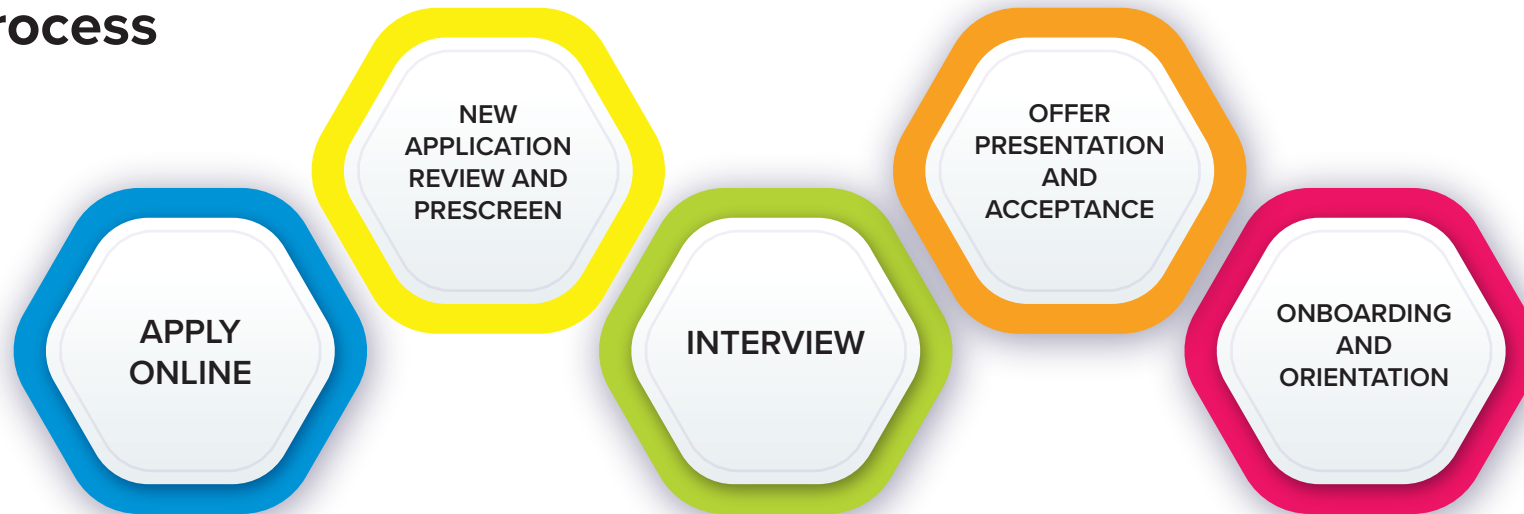 rocess
APPLY
ONLINE
NEW
APPLICATION
REVIEW AND
PRESCREEN
INTERVIEW
OFFER
PRESENTATION
AND
ACCEPTANCE
ONBOARDING
AND
ORIENTATION